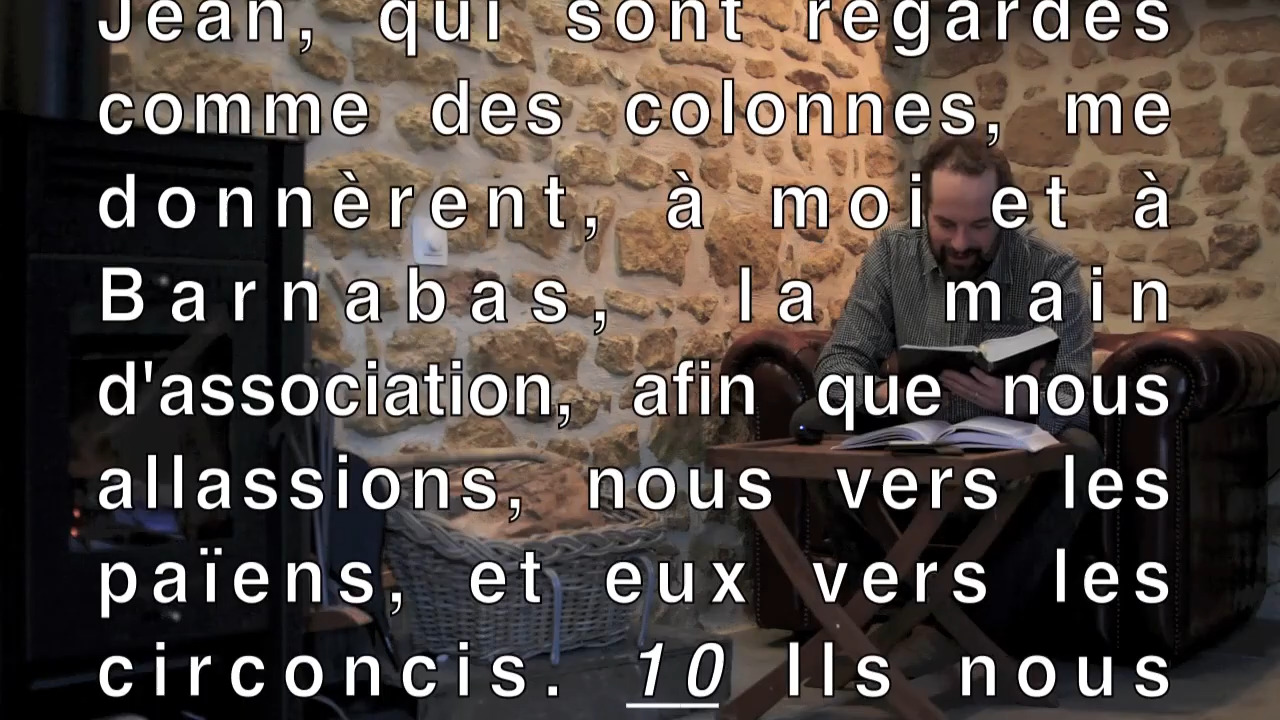 Jean, qui sont regardés
comme des colonnes, me
donnèrent, à moi et à
Barnabas, la main
d'association, afin que nous
allassions, nous vers les
païens, et eux vers les
circoncis. 10 Ils nous